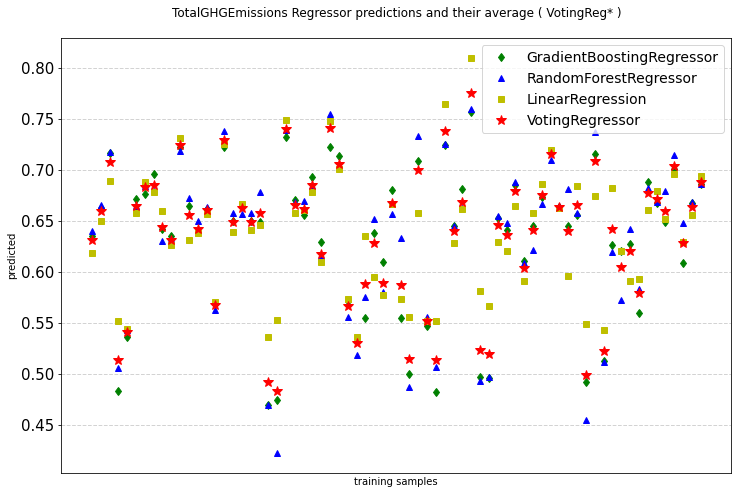 TotalGHGEmissions Regressor predictions and their average ( VotingReg* )
GradientBoostingRegressor
RandomForestRegressor
LinearRegression
VotingRegressor
0.80
0.75
0.70
0.65
0.60
0.55
0.50
0.45
predicted
training samples